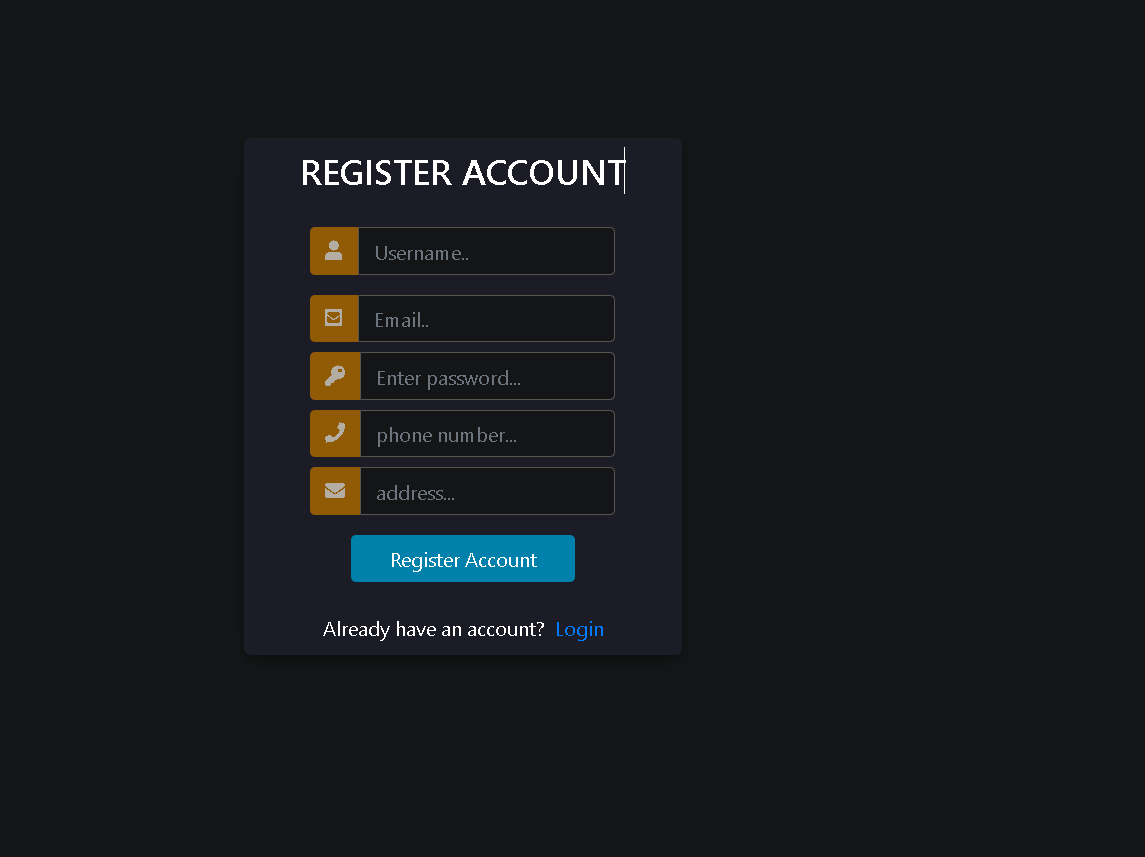 REGISTER ACCOUNT
Username..
Email..
Enter password...
phone number...
address...
Register Account
Already have an account? Login